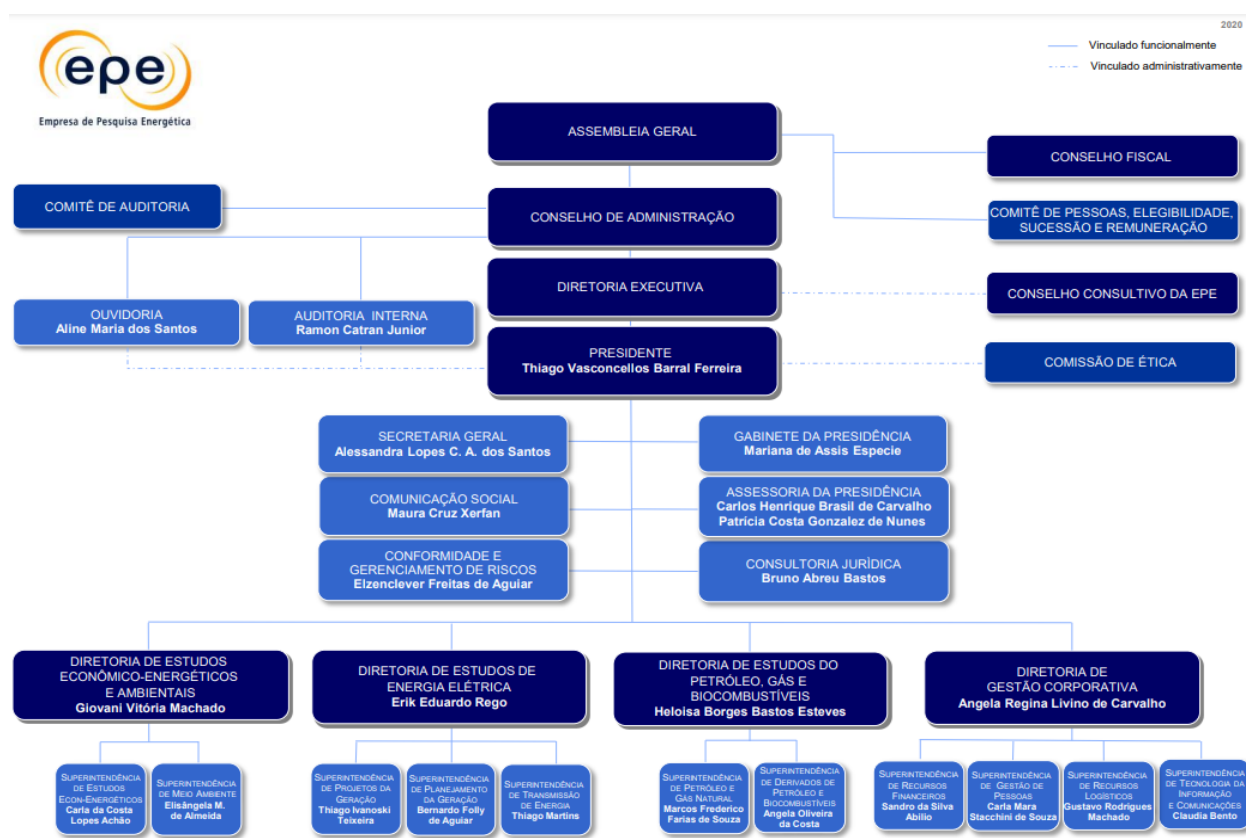 2020
Vinculado funcionalmente
Vinculado administrativamente
epe
Empresa de Pesquisa Energética
ASSEMBLEIA GERAL
CONSELHO FISCAL
COMITÊ DE AUDITORIA
CONSELHO DE ADMINISTRAÇÃO
COMITÊ DE PESSOAS, ELEGIBILIDADE,
SUCESSÃO E REMUNERAÇÃO
DIRETORIA EXECUTIVA
CONSELHO CONSULTIVO DA EPE
OUVIDORIA
Aline Maria dos Santos
AUDITORIA INTERNA
Ramon Catran Junior
PRESIDENTE
Thiago Vasconcellos Barral Ferreira
COMISSÃO DE ÉTICA
SECRETARIA GERAL
Alessandra Lopes C. A. dos Santos
GABINETE DA PRESIDÊNCIA
Mariana de Assis Especie
COMUNICAÇÃO SOCIAL
Maura Cruz Xerfan
ASSESSORIA DA PRESIDÊNCIA
Carlos Henrique Brasil de Carvalho
Patrícia Costa Gonzalez de Nunes
CONFORMIDADE E
GERENCIAMENTO DE RISCOS
Elzenclever Freitas de Aguiar
CONSULTORIA JURÍDICA
Bruno Abreu Bastos
DIRETORIA DE ESTUDOS
ECONÔMICO-ENERGÉTICOS
E AMBIENTAIS
Giovani Vitória Machado
DIRETORIA DE ESTUDOS DE
ENERGIA ELÉTRICA
Erik Eduardo Rego
DIRETORIA DE ESTUDOS DO
PETRÓLEO, GÁS E
BIOCOMBUSTÍVEIS
Heloisa Borges Bastos Esteves
DIRETORIA DE
GESTÃO CORPORATIVA
Angela Regina Livino de Carvalho
SUPERINTENDÊNCIA
DE ESTUDOS
ECON-ENERGÉTICOS
Carla da Costa
Lopes Achão
SUPERINTENDÊNCIA
DE MEIO AMBIENTE
Elisângela M.
de Almeida
SUPERINTENDÊNCIA
DE PROJETOS DA
GERAÇÃO
Thiago Ivanoski
Teixeira
SUPERINTENDÊNCIA
DE PLANEJAMENTO
DA GERAÇÃO
Bernardo Folly
de Aguiar
SUPERINTENDÊNCIA
DE TRANSMISSÃO
DE ENERGIA
Thiago Martins
SUPERINTENDÊNCIA
DE PETRÓLEO E
GÁS NATURAL
Marcos Frederico
Farias de Souza
SUPERINTENDÊNCIA
DE DERIVADOS DE
PETRÓLEO E
BIOCOMBUSTÍVEIS
Angela Oliveira
da Costa
SUPERINTENDÊNCIA
DE RECURSOS
FINANCEIROS
Sandro da Silva
Abílio
SUPERINTENDÊNCIA
DE GESTÃO DE
PESSOAS
Carla Mara
Stacchini de Souza
SUPERINTENDÊNCIA
DE RECURSOS
LOGÍSTICOS
Gustavo Rodrigues
Machado
SUPERINTENDÊNCIA
DE TECNOLOGIA DA
INFORMAÇÃO
E COMUNICAÇÕES
Claudia Bento